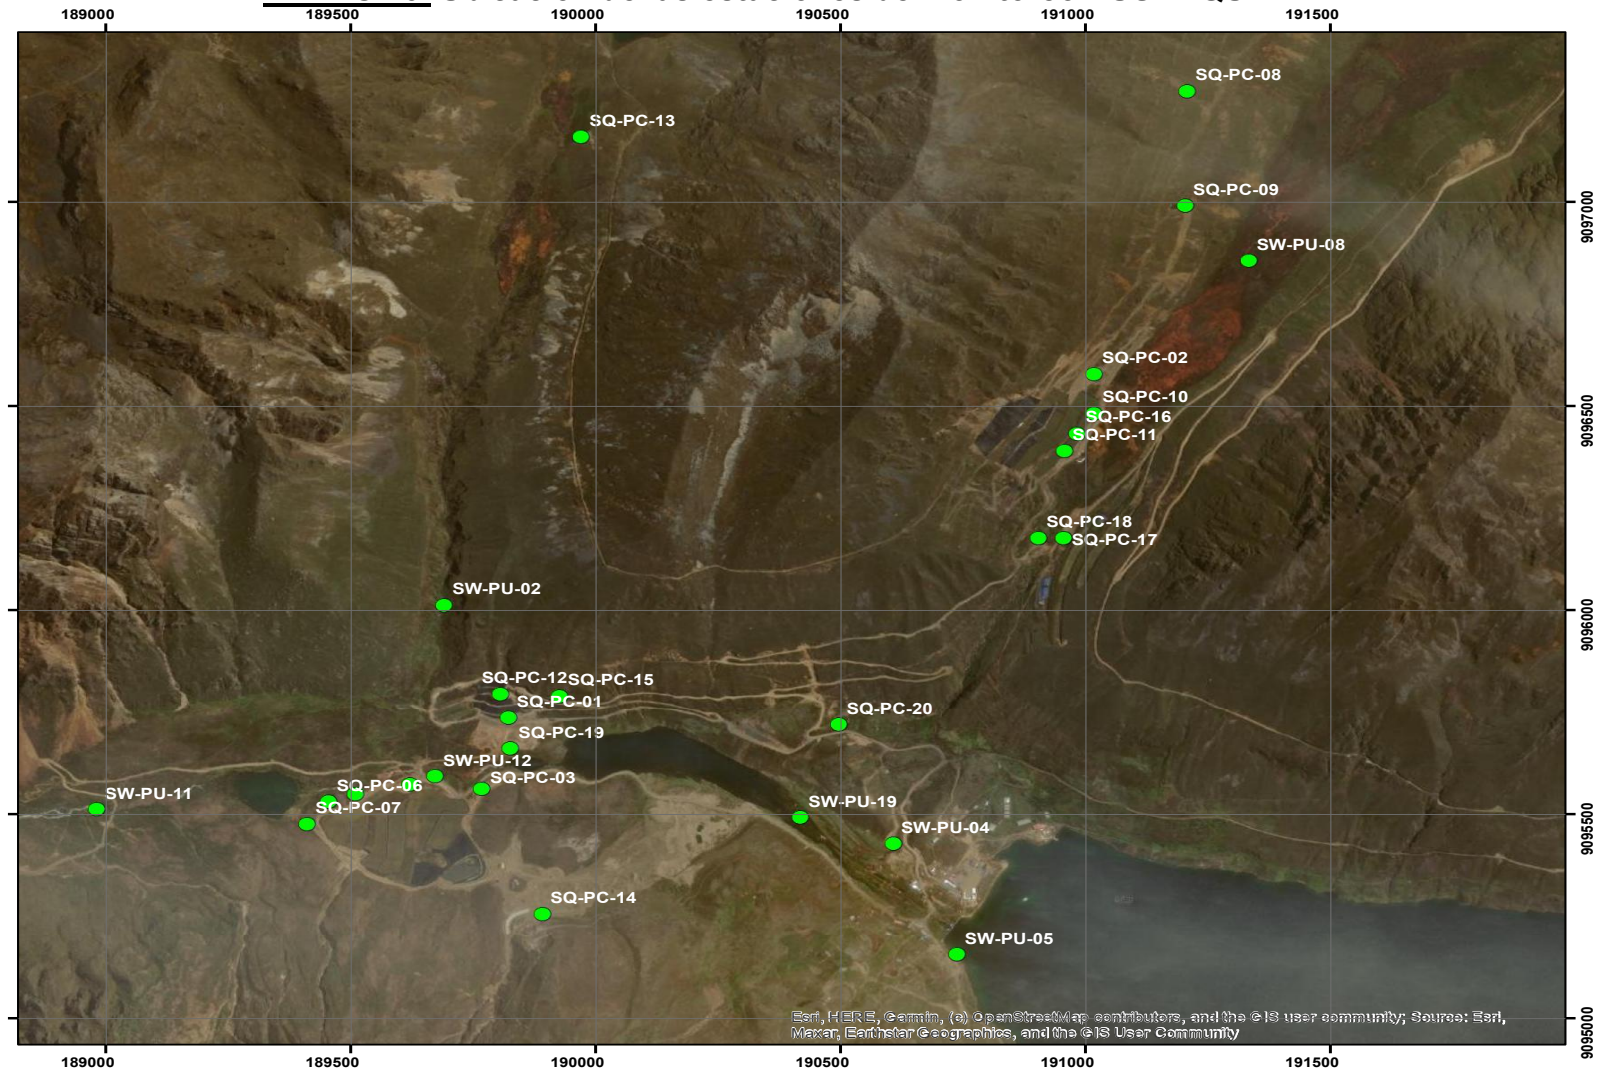 189000 189500 190000 190500 191000 191500
SQ-PC-08
SQ-PC-13
SQ-PC-09
9097000
SW-PU-08
SQ-PC-02
SQ-PC-10
9096500
SQ-PC-16
SQ-PC-11
SQ-PC-18
SQ-PC-17
SW-PU-02
9096000
SQ-PC-12 SQ-PC-15
SQ-PC-01
SQ-PC-20
SQ-PC-19
SW-PU-12
SQ-PC-03
SQ-PC-06
SW-PU-11
SW-PU-19
SQ-PC-07
9095500
SW-PU-04
SQ-PC-14
SW-PU-05
Esri, HERE, Garmin, (c) OpenStreetMap contributors, and the GIS user community; Source: Esri,
9095000
Maxar, Earthstar Geographics, and the GIS User Community
189000 189500 190000 190500 191000 191500